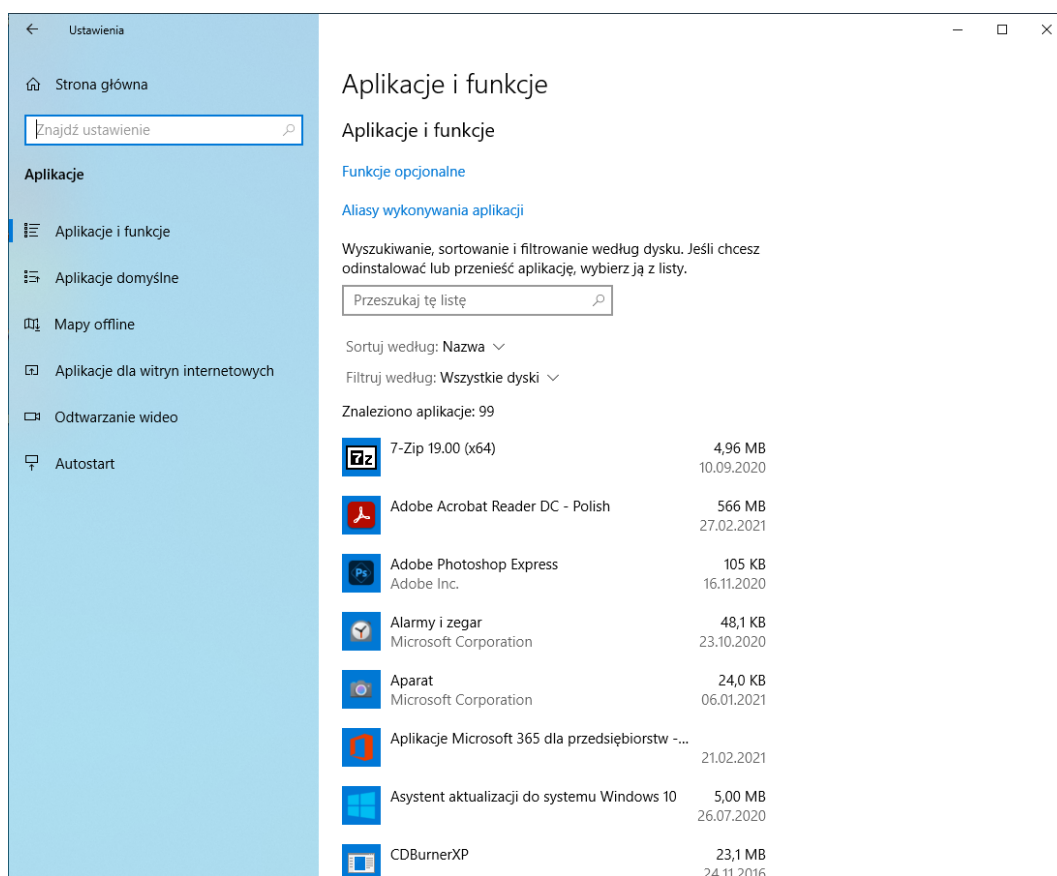 Ustawienia
Strona główna
Znajdź ustawienie
Aplikacje
Aplikacje i funkcje
Aplikacje domyślne
Mapy offline
Aplikacje dla witryn internetowych
Odtwarzanie wideo
Autostart
Aplikacje i funkcje
Aplikacje i funkcje
Funkcje opcjonalne
Aliasy wykonywania aplikacji
Wyszukiwanie, sortowanie i filtrowanie według dysku. Jeśli chcesz
odinstalować lub przenieść aplikację, wybierz ją z listy.
Przeszukaj tę listę
Sortuj według: Nazwa
Filtruj według: Wszystkie dyski
Znaleziono aplikacje: 99
7z
7-Zip 19.00 (x64) 4,96 MB
10.09.2020
Adobe Acrobat Reader DC - Polish 566 MB
27.02.2021
Ps
Adobe Photoshop Express 105 KB
Adobe Inc. 16.11.2020
Alarmy i zegar 48,1 KB
Microsoft Corporation 23.10.2020
Aparat 24,0 KB
Microsoft Corporation 06.01.2021
Aplikacje Microsoft 365 dla przedsiębiorstw -...
21.02.2021
Asystent aktualizacji do systemu Windows 10 5,00 MB
26.07.2020
CDBurnerXP 23,1 MB
24.11.2016